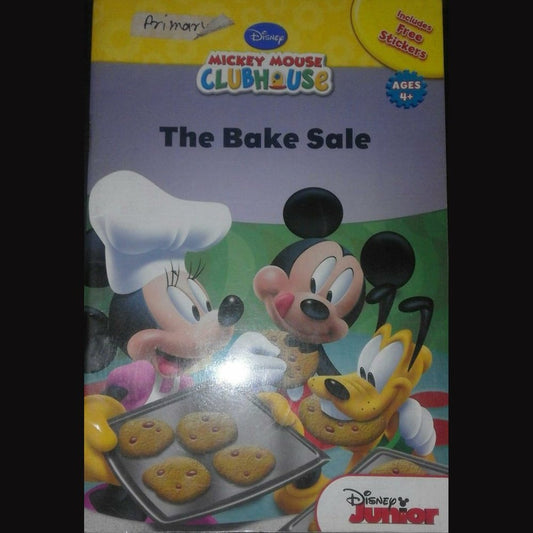 Primary
Disney
Includes
Free
Stickers
MICKEY MOUSE
CLUBHOUSE
AGES
4+
The Bake Sale
Disney
Junior